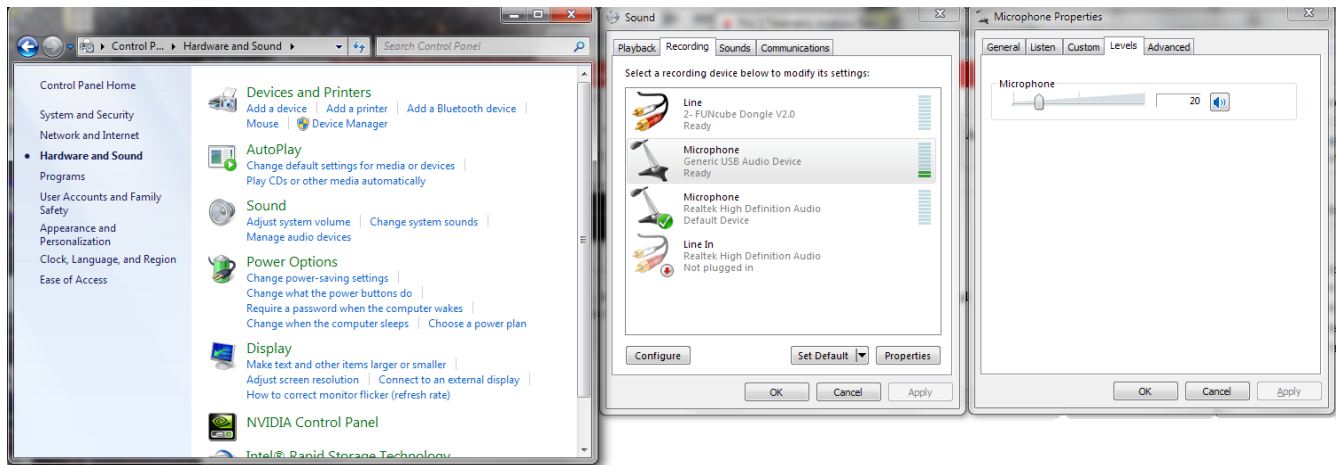 Control P...
Hardware and Sound
Search Control Panel
Control Panel Home
System and Security
Network and Internet
Hardware and Sound
Programs
User Accounts and Family
Safety
Appearance and
Personalization
Clock, Language, and Region
Ease of Access
Devices and Printers
Add a device
Add a printer
Add a Bluetooth device
Mouse
Device Manager
AutoPlay
Change default settings for media or devices
Play CDs or other media automatically
Sound
Adjust system volume
Change system sounds
Manage audio devices
Power Options
Change power-saving settings
Change what the power buttons do
Require a password when the computer wakes
Change when the computer sleeps
Choose a power plan
Display
Make text and other items larger or smaller
Adjust screen resolution
Connect to an external display
How to correct monitor flicker (refresh rate)
NVIDIA Control Panel
Intel® Rapid Storage Technology
Sound
Playback
Recording
Sounds
Communications
Select a recording device below to modify its settings:
Line
2- FUNcube Dongle V2.0
Ready
Microphone
Generic USB Audio Device
Ready
Microphone
Realtek High Definition Audio
Default Device
Line In
Realtek High Definition Audio
Not plugged in
Configure
Set Default
Properties
OK
Cancel
Apply
Microphone Properties
General
Listen
Custom
Levels
Advanced
Microphone
20
OK
Cancel
Apply